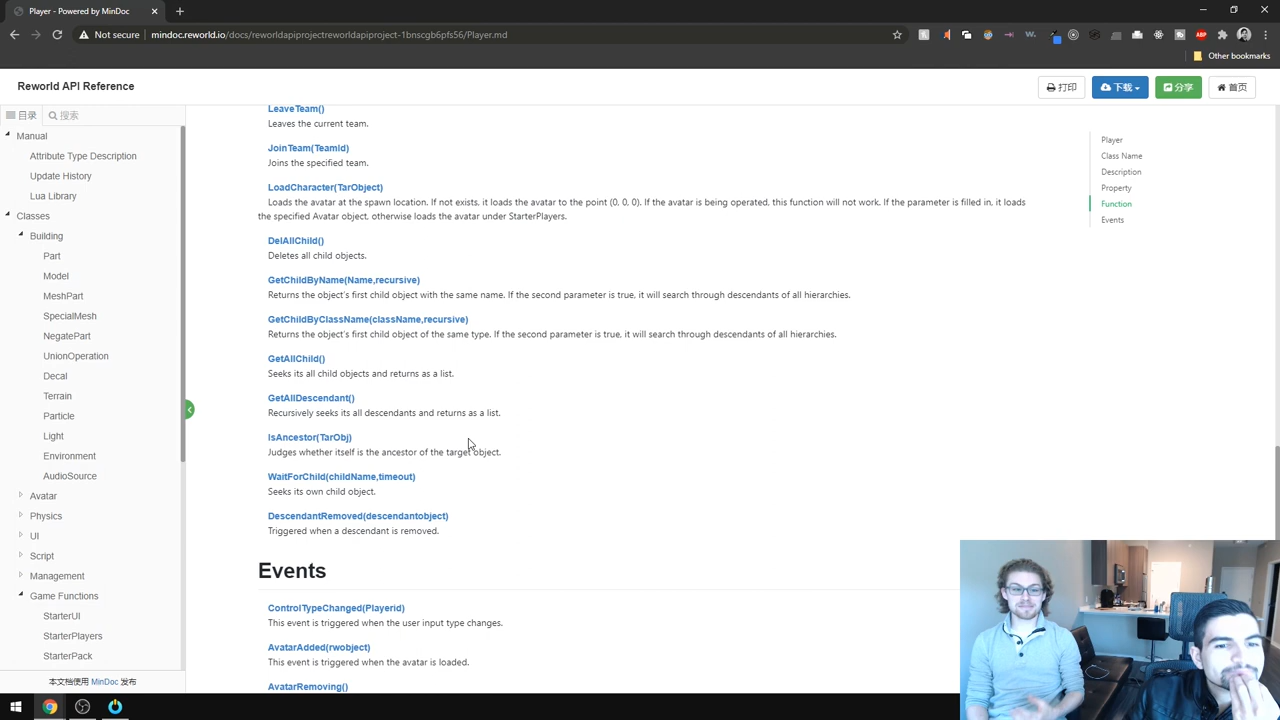 Player - Powered by MinDoc
Not secure
mindoc.reworld.io/docs/reworldapiprojectreworldapiproject-1bnscgb6pfs56/Player.md
Other bookmarks
Reworld API Reference
打印
下载
分享
首页
目录
搜索
Manual
Attribute Type Description
Update History
Lua Library
Classes
Building
Part
Model
MeshPart
SpecialMesh
NegatePart
UnionOperation
Decal
Terrain
Particle
Light
Environment
AudioSource
Avatar
Physics
UI
Script
Management
Game Functions
StarterUI
StarterPlayers
StarterPack
本文档使用 MinDoc 发布
LeaveTeam()
Leaves the current team.
JoinTeam(TeamId)
Joins the specified team.
LoadCharacter(TarObject)
Loads the avatar at the spawn location. If not exists, it loads the avatar to the point (0, 0, 0). If the avatar is being operated, this function will not work. If the parameter is filled in, it loads
the specified Avatar object, otherwise loads the avatar under StarterPlayers.
DelAllChild()
Deletes all child objects.
GetChildByName(Name,recursive)
Returns the object's first child object with the same name. If the second parameter is true, it will search through descendants of all hierarchies.
GetChildByClassName(className,recursive)
Returns the object's first child object of the same type. If the second parameter is true, it will search through descendants of all hierarchies.
GetAllChild()
Seeks its all child objects and returns as a list.
GetAllDescendant()
Recursively seeks its all descendants and returns as a list.
IsAncestor(TarObj)
Judges whether itself is the ancestor of the target object.
WaitForChild(childName,timeout)
Seeks its own child object.
DescendantRemoved(descendantobject)
Triggered when a descendant is removed.
Events
ControlTypeChanged(Playerid)
This event is triggered when the user input type changes.
AvatarAdded(rwobject)
This event is triggered when the avatar is loaded.
AvatarRemoving()
Player
Class Name
Description
Property
Function
Events